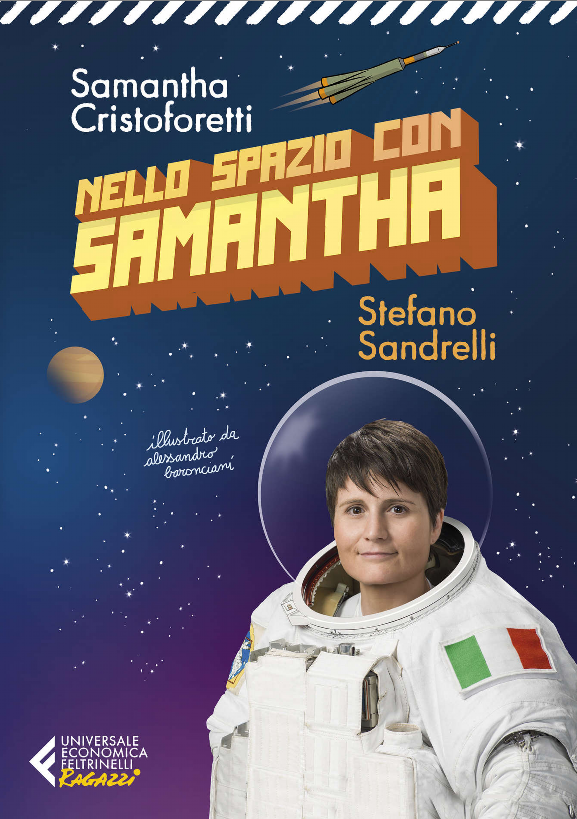 Samantha
Cristoforetti
NELLO SPAZIO CON
SAMANTHA
Stefano
Sandrelli
illustrato da
alessandro
baronciani
UNIVERSALE
ECONOMICA
FELTRINELLI
RAGAZZI